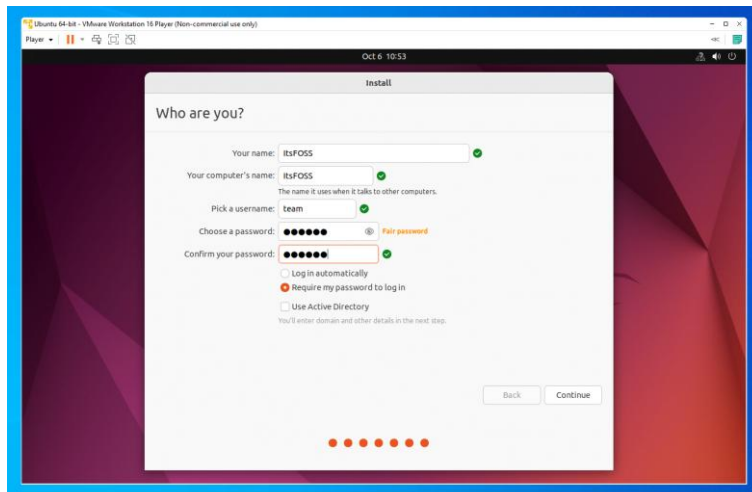 Ubuntu 64-bit - VMware Workstation 16 Player (Non-commercial use only)
Player
Oct 6 10:53
Install
Who are you?
Your name: ItsFOSS
Your computer's name: ItsFOSS
The name it uses when it talks to other computers.
Pick a username: team
Choose a password: ●●●●●● Fair password
Confirm your password: ●●●●●●
Log in automatically
Require my password to log in
Use Active Directory
You'll enter domain and other details in the next step.
Back Continue